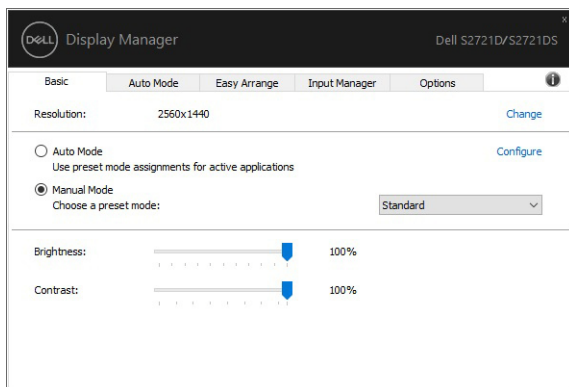 x
DELL Display Manager Dell S2721D/S2721DS
Basic Auto Mode Easy Arrange Input Manager Options i
Resolution: 2560x1440 Change
Auto Mode Configure
Use preset mode assignments for active applications
Manual Mode
Choose a preset mode: Standard
Brightness: 100%
Contrast: 100%